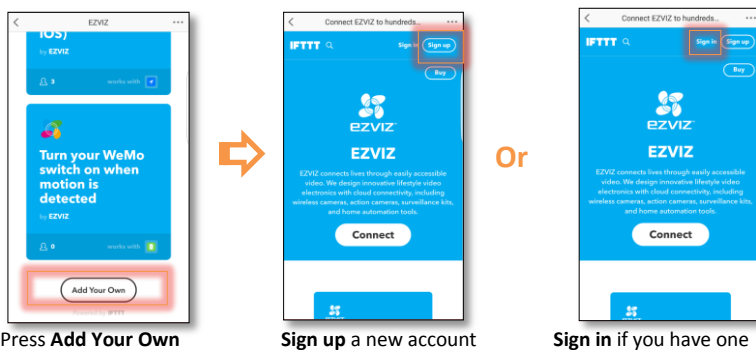 EZVIZ
IOS)
by EZVIZ
3 works with
Turn your WeMo
switch on when
motion is
detected
by EZVIZ
0 works with
Add Your Own
Powered by IFTTT
Press Add Your Own
Connect EZVIZ to hundreds...
IFTTT Sign in Sign up
Buy
ezviz
EZVIZ
EZVIZ connects lives through easily accessible
video. We design innovative lifestyle video
electronics with cloud connectivity, including
wireless cameras, action cameras, surveillance kits,
and home automation tools.
Connect
Sign up a new account
Or
Connect EZVIZ to hundreds...
IFTTT Sign in Sign up
Buy
ezviz
EZVIZ
EZVIZ connects lives through easily accessible
video. We design innovative lifestyle video
electronics with cloud connectivity, including
wireless cameras, action cameras, surveillance kits,
and home automation tools.
Connect
Sign in if you have one